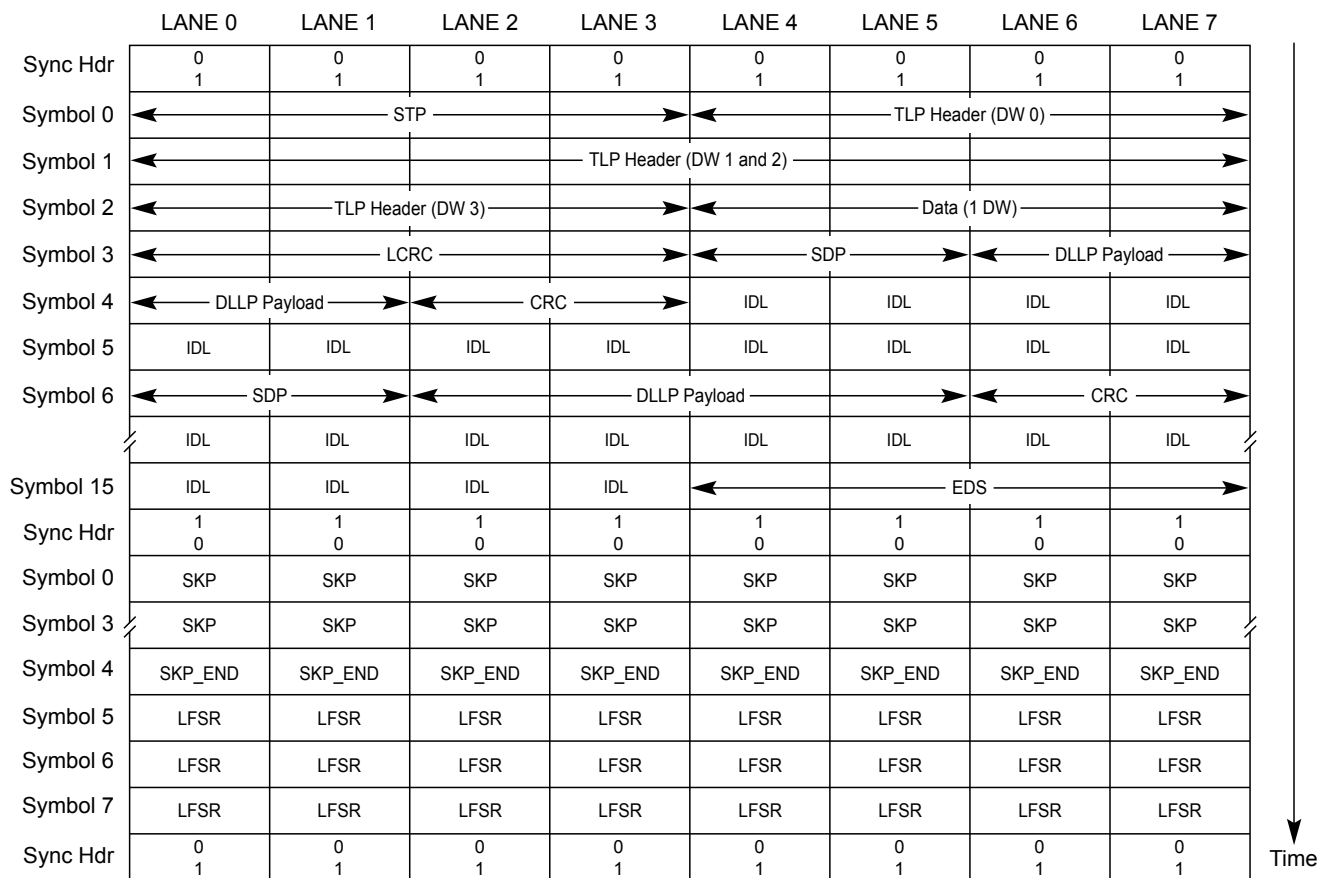 LANE 0 LANE 1 LANE 2 LANE 3 LANE 4 LANE 5 LANE 6 LANE 7
Sync Hdr 0 0 0 0 0 0 0 0
1 1 1 1 1 1 1 1
Symbol 0 STP TLP Header (DW 0)
Symbol 1 TLP Header (DW 1 and 2)
Symbol 2 TLP Header (DW 3) Data (1 DW)
Symbol 3 LCRC SDP DLLP Payload
Symbol 4 DLLP Payload CRC IDL IDL IDL IDL
Symbol 5 IDL IDL IDL IDL IDL IDL IDL IDL
Symbol 6 SDP DLLP Payload CRC
IDL IDL IDL IDL IDL IDL IDL IDL
Symbol 15 IDL IDL IDL IDL EDS
Sync Hdr 1 1 1 1 1 1 1 1
0 0 0 0 0 0 0 0
Symbol 0 SKP SKP SKP SKP SKP SKP SKP SKP
Symbol 3 SKP SKP SKP SKP SKP SKP SKP SKP
Symbol 4 SKP_END SKP_END SKP_END SKP_END SKP_END SKP_END SKP_END SKP_END
Symbol 5 LFSR LFSR LFSR LFSR LFSR LFSR LFSR LFSR
Symbol 6 LFSR LFSR LFSR LFSR LFSR LFSR LFSR LFSR
Symbol 7 LFSR LFSR LFSR LFSR LFSR LFSR LFSR LFSR
Sync Hdr 0 0 0 0 0 0 0 0
1 1 1 1 1 1 1 1
Time